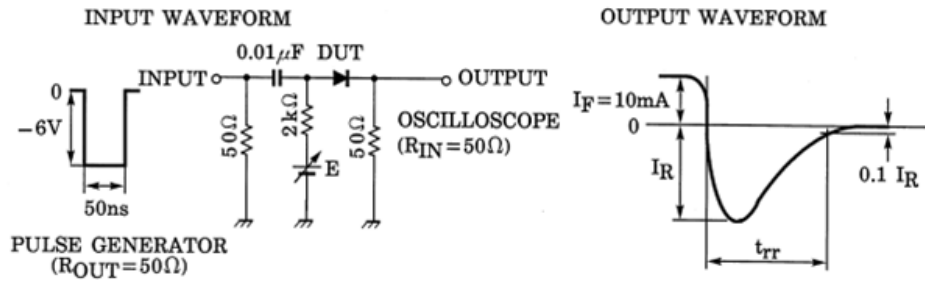 INPUT WAVEFORM
OUTPUT WAVEFORM
0.01μF DUT
INPUT
OUTPUT
0
−6V
50ns
50Ω
2kΩ
E
50Ω
OSCILLOSCOPE
(RIN=50Ω)
PULSE GENERATOR
(ROUT=50Ω)
IF=10mA
0
IR
0.1 IR
trr